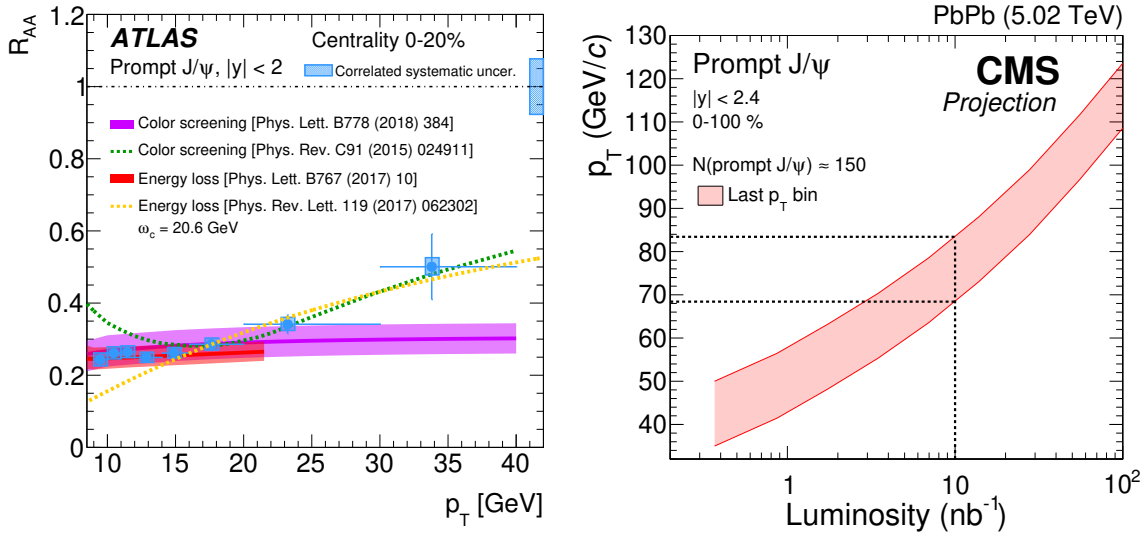 R_AA
1.2
1
0.8
0.6
0.4
0.2
0
ATLAS
Centrality 0-20%
Prompt J/ψ, |y| < 2
Correlated systematic uncer.
Color screening [Phys. Lett. B778 (2018) 384]
Color screening [Phys. Rev. C91 (2015) 024911]
Energy loss [Phys. Lett. B767 (2017) 10]
Energy loss [Phys. Rev. Lett. 119 (2017) 062302]
ω_c = 20.6 GeV
10 15 20 25 30 35 40
p_T [GeV]
PbPb (5.02 TeV)
p_T (GeV/c)
130
120
110
100
90
80
70
60
50
40
Prompt J/ψ
CMS
Projection
|y| < 2.4
0-100 %
N(prompt J/ψ) ≈ 150
Last p_T bin
1 10 10²
Luminosity (nb⁻¹)